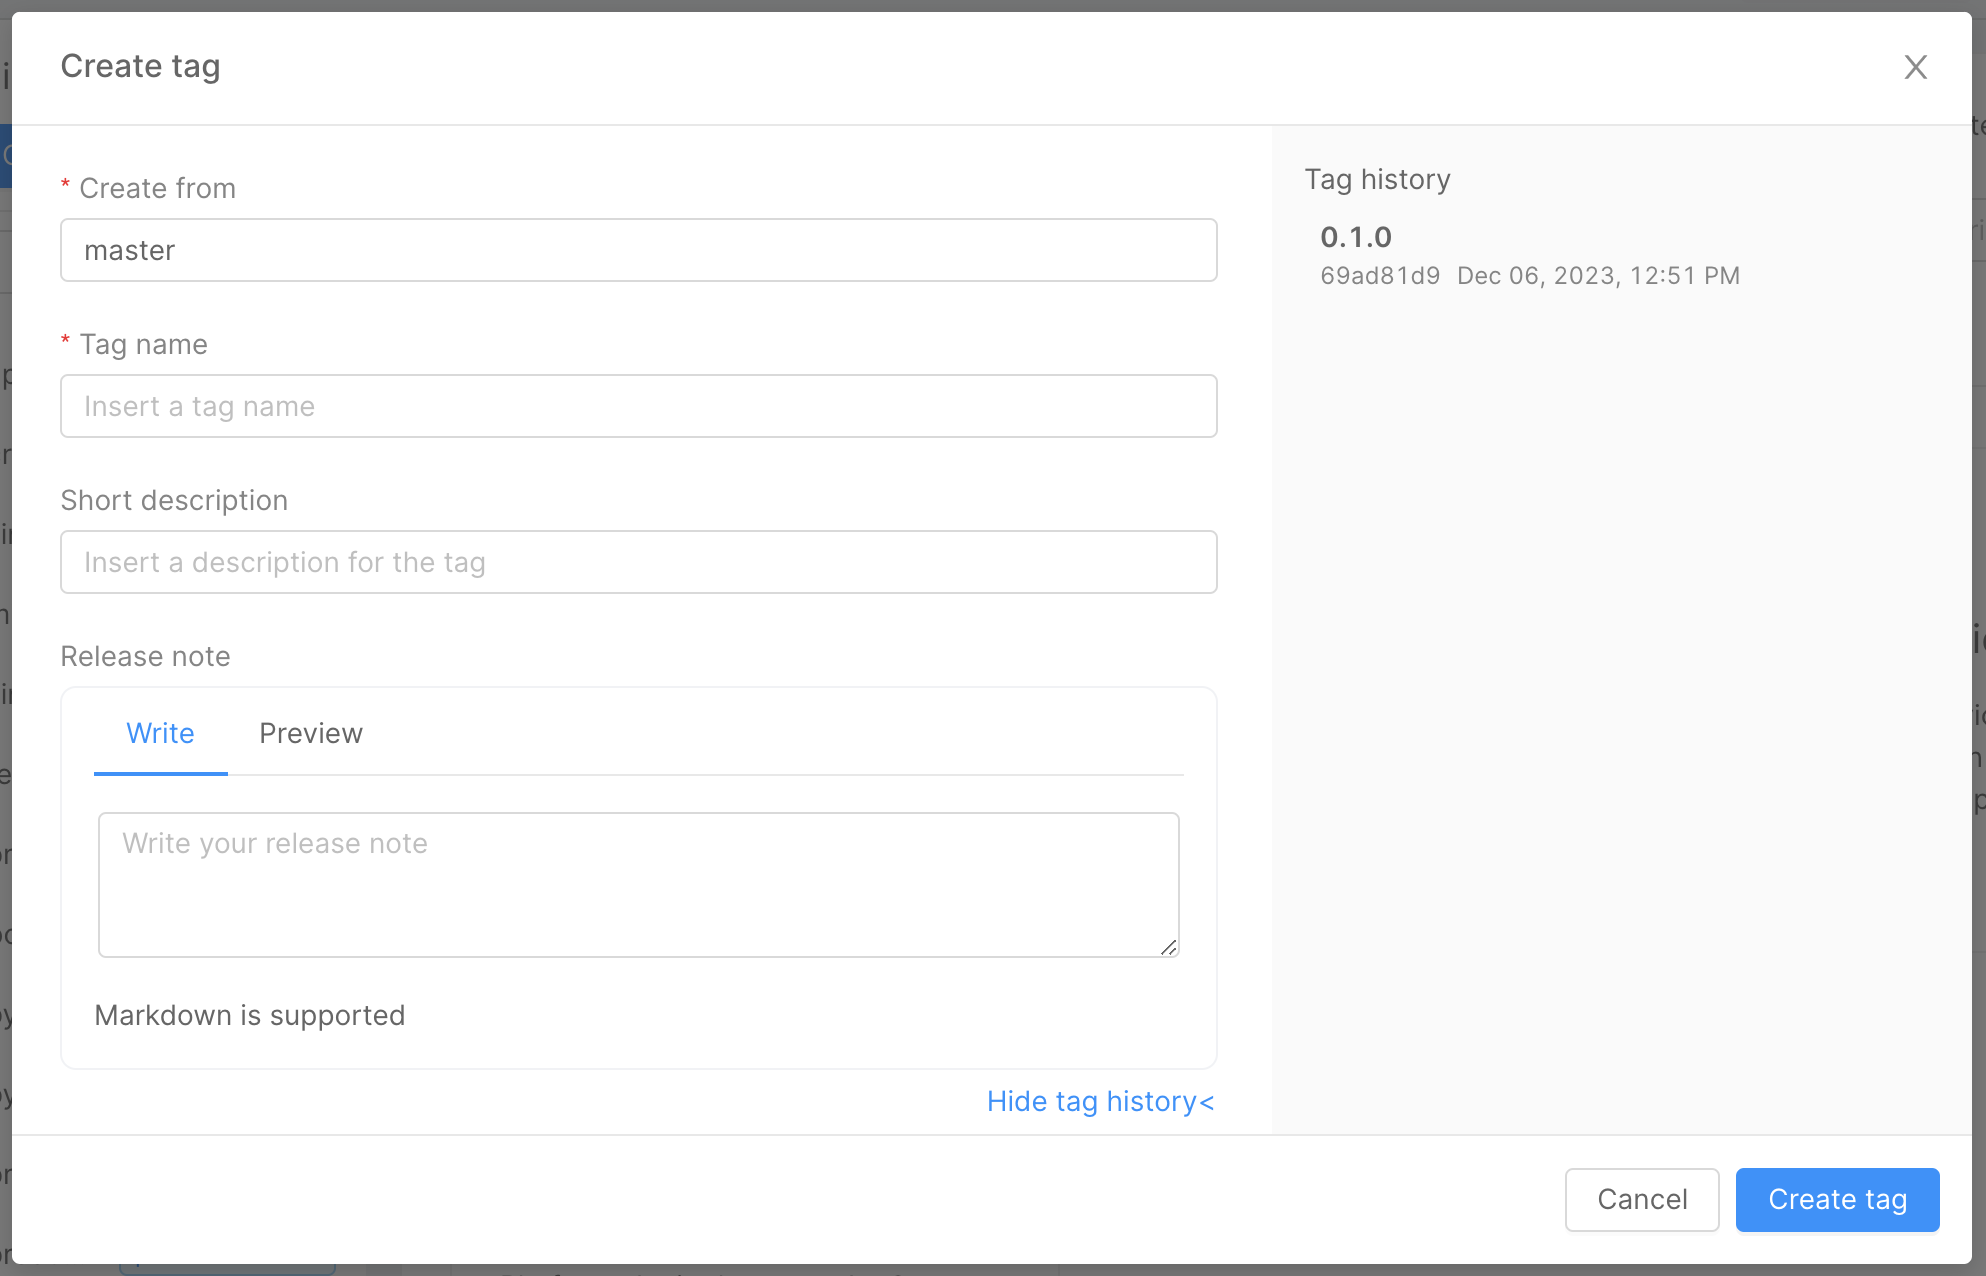 Create tag
* Create from
master
* Tag name
Insert a tag name
Short description
Insert a description for the tag
Release note
Write
Preview
Write your release note
Markdown is supported
Hide tag history<
Tag history
0.1.0
69ad81d9 Dec 06, 2023, 12:51 PM
Cancel
Create tag